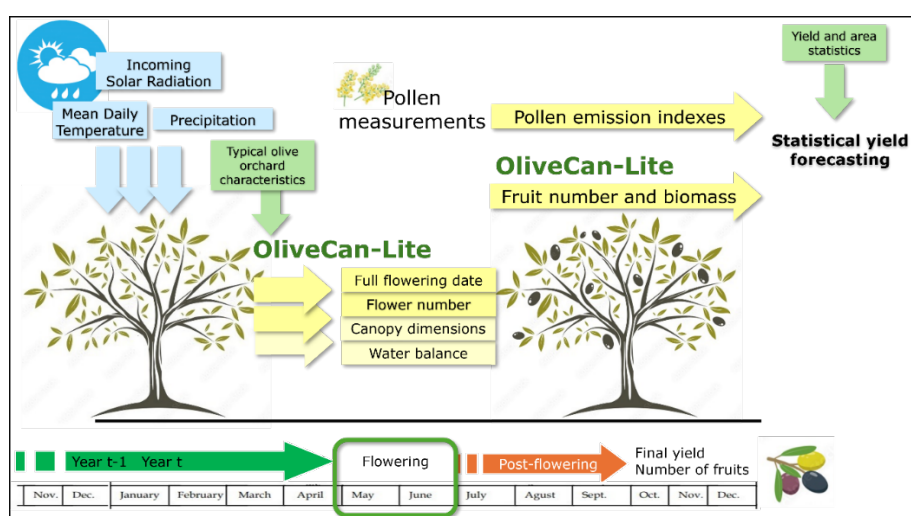 Incoming
Solar Radiation
Mean Daily
Temperature
Precipitation
Typical olive
orchard
characteristics
Pollen
measurements
Pollen emission indexes
Yield and area
statistics
Statistical yield
forecasting
OliveCan-Lite
Fruit number and biomass
OliveCan-Lite
Full flowering date
Flower number
Canopy dimensions
Water balance
Year t-1 Year t
Flowering
Post-flowering
Final yield
Number of fruits
Nov. Dec. January February March April May June July Agust Sept. Oct. Nov. Dec.